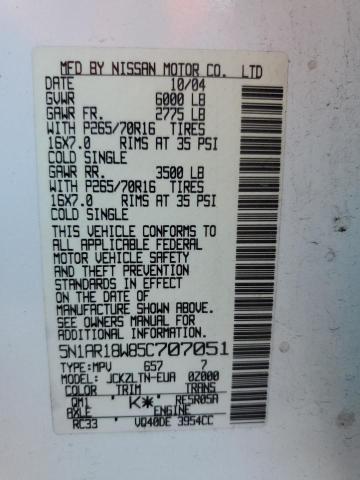 MFD BY NISSAN MOTOR CO. LTD
DATE 10/04
GVWR 6000 LB
GAWR FR. 2775 LB
WITH P265/70R16 TIRES
16X7.0 RIMS AT 35 PSI
COLD SINGLE
GAWR RR. 3500 LB
WITH P265/70R16 TIRES
16X7.0 RIMS AT 35 PSI
COLD SINGLE
THIS VEHICLE CONFORMS TO
ALL APPLICABLE FEDERAL
MOTOR VEHICLE SAFETY
AND THEFT PREVENTION
STANDARDS IN EFFECT
ON THE DATE OF
MANUFACTURE SHOWN ABOVE.
SEE OWNERS MANUAL FOR
ADDITIONAL INFORMATION.
5N1AR18W85C707051
TYPE:MPV 657 7
MODEL: JCKZLTN-EUA 0Z000
COLOR TRIM TRANS
QM1 K* RE5R05A
AXLE ENGINE
RC33 VQ40DE 3954CC